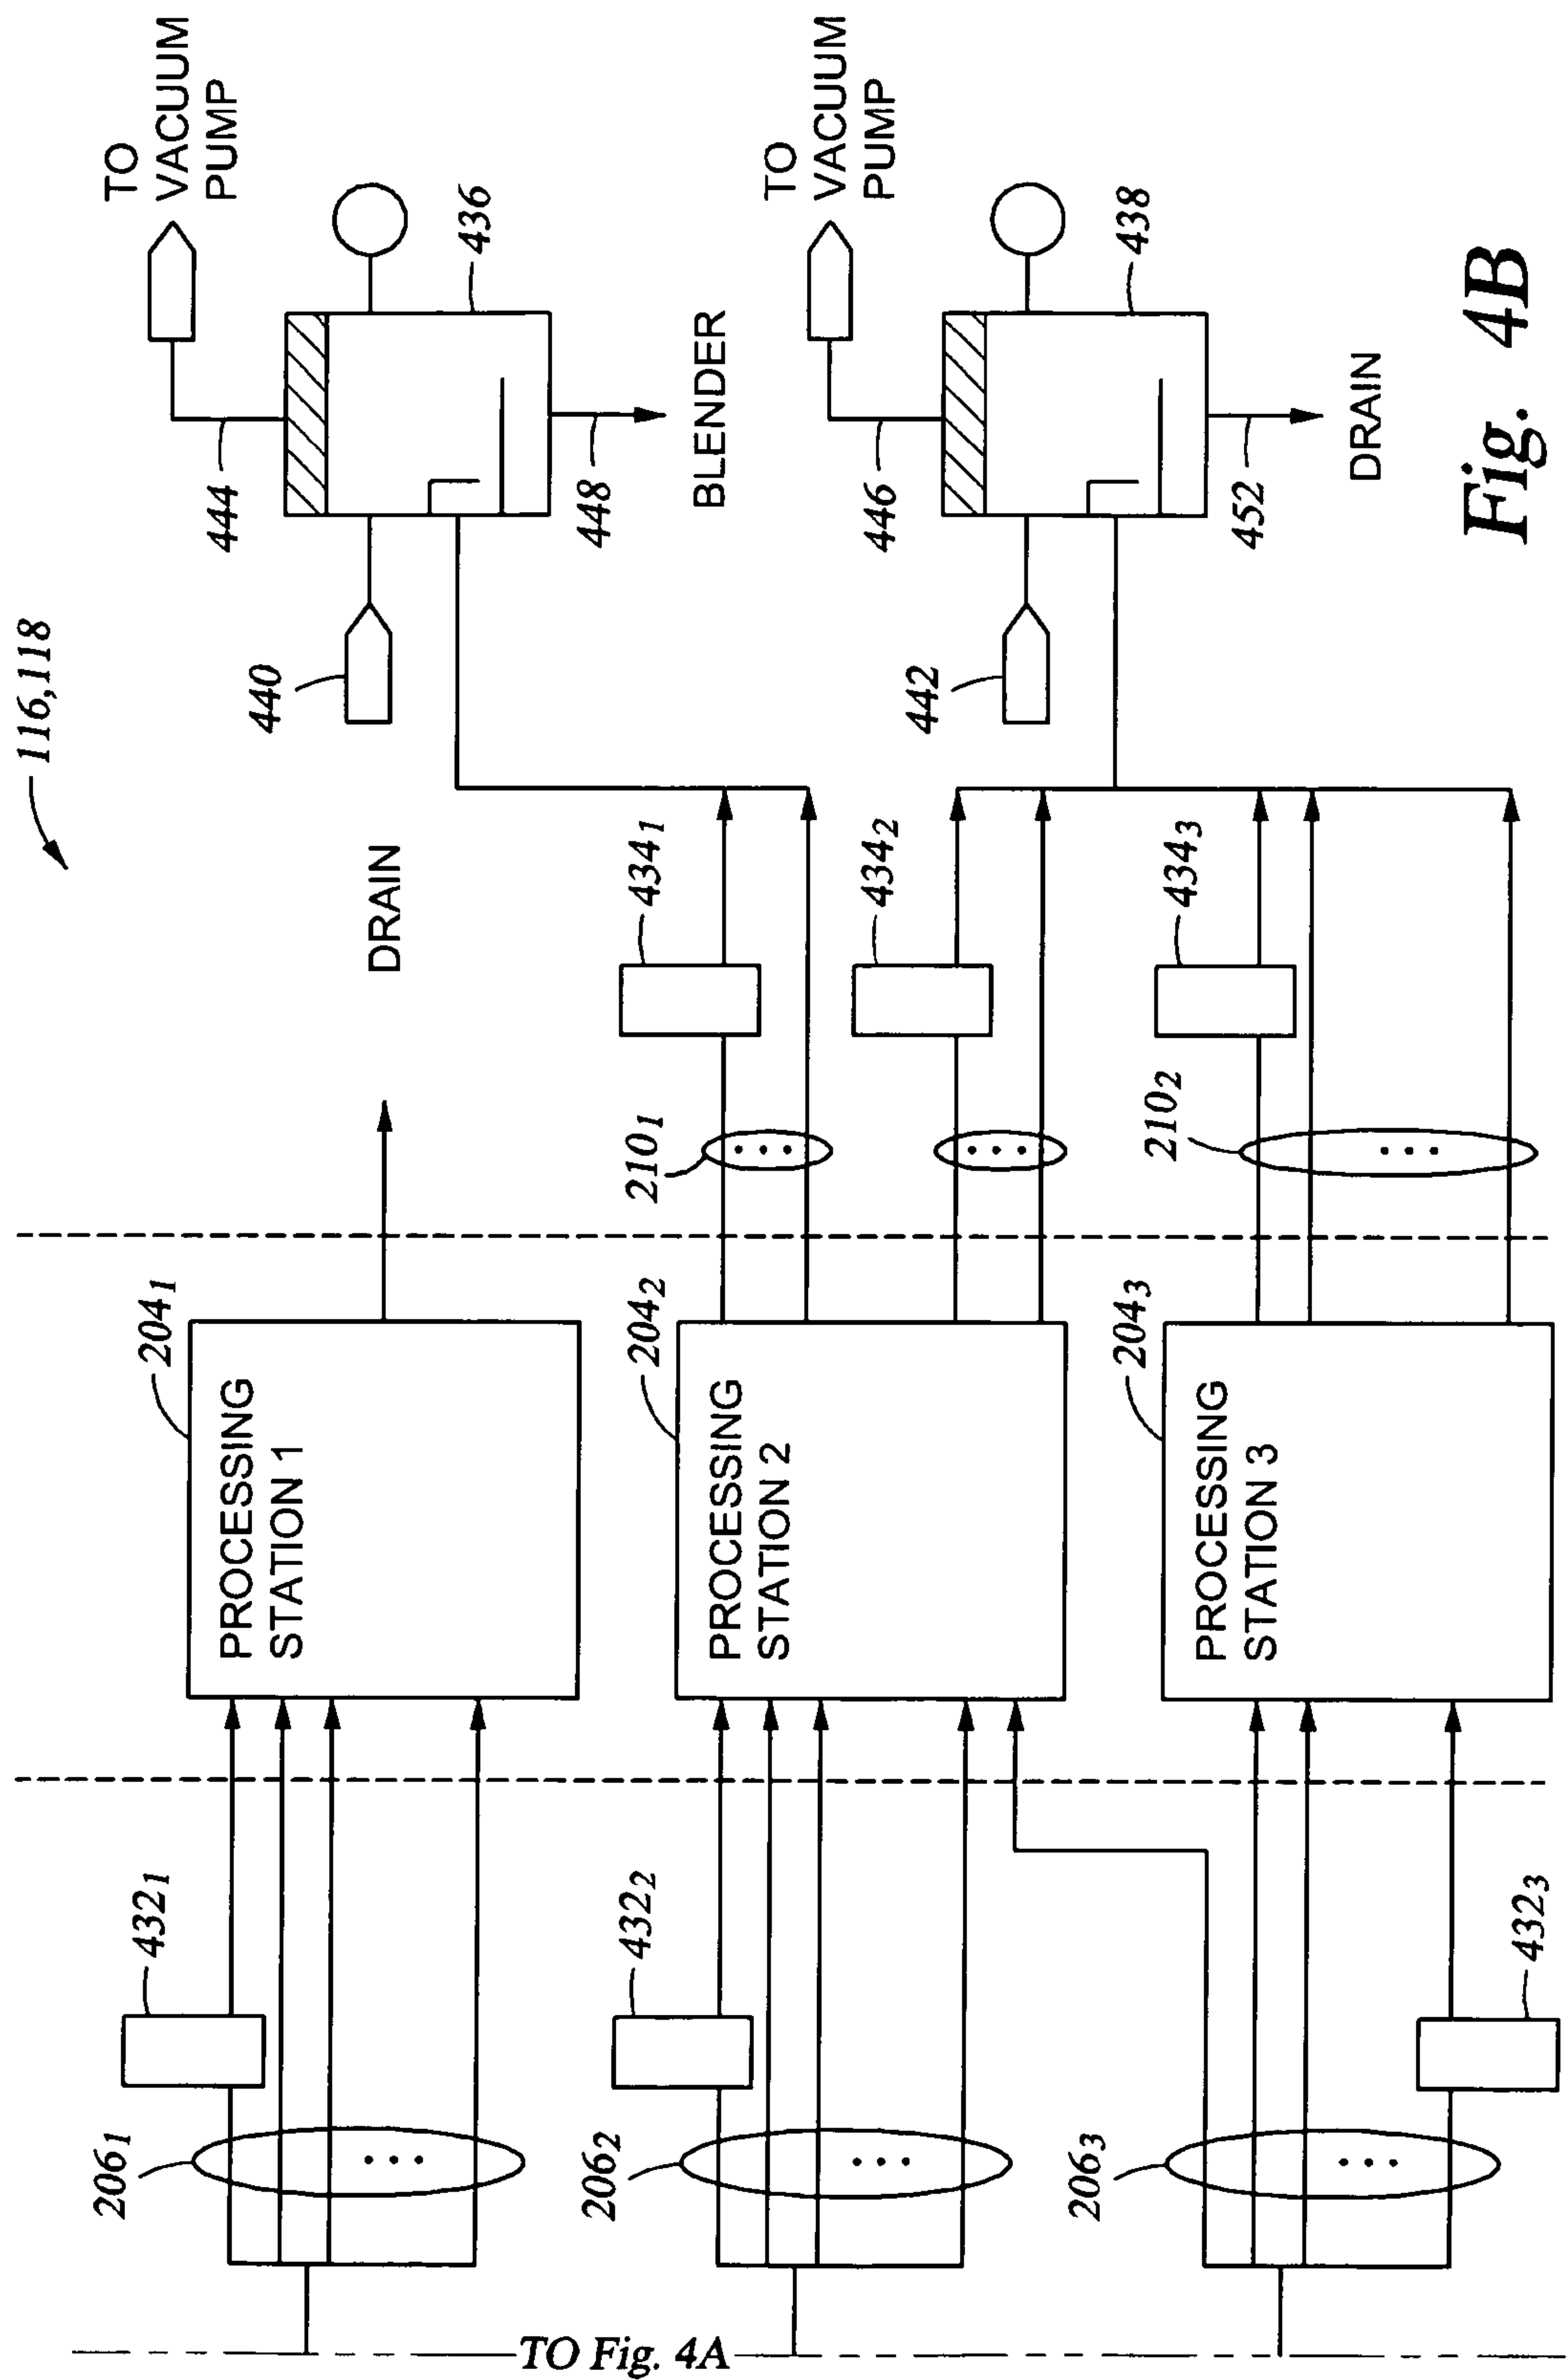 116,118
TO
VACUUM
PUMP
444
440
436
448
BLENDER
DRAIN
TO
VACUUM
PUMP
446
442
438
452
DRAIN
434₁
434₂
434₃
210₁
210₂
204₁
PROCESSING
STATION 1
204₂
PROCESSING
STATION 2
204₃
PROCESSING
STATION 3
432₁
432₂
432₃
206₁
206₂
206₃
TO Fig. 4A
Fig. 4B